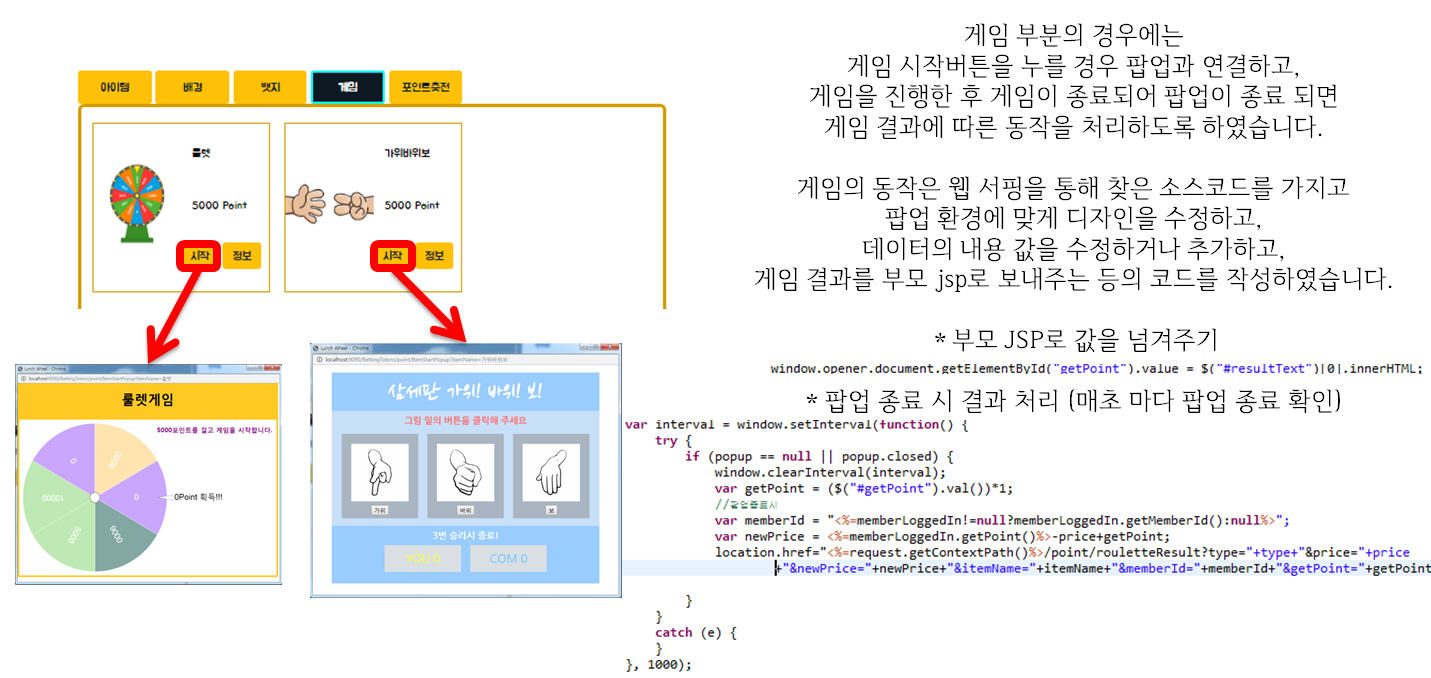 아이템
배경
뱃지
게임
포인트충전
룰렛
5000 Point
시작
정보
가위바위보
5000 Point
시작
정보
Lunch Wheel - Chrome
localhost:9090/BettingTotoro/point/ItemStartPopup?itemName=룰렛
룰렛게임
5000포인트를 걸고 게임을 시작합니다.
0
6000
0
9000
5000
10000
0Point 획득!!!
Lunch Wheel - Chrome
localhost:9090/BettingTotoro/point/ItemStartPopup?itemName=가위바위보
삼세판 가위! 바위! 보!
그림 밑의 버튼을 클릭해 주세요
가위
바위
보
3번 승리시 종료!
YOU 0
COM 0
게임 부분의 경우에는
게임 시작버튼을 누를 경우 팝업과 연결하고,
게임을 진행한 후 게임이 종료되어 팝업이 종료 되면
게임 결과에 따른 동작을 처리하도록 하였습니다.
게임의 동작은 웹 서핑을 통해 찾은 소스코드를 가지고
팝업 환경에 맞게 디자인을 수정하고,
데이터의 내용 값을 수정하거나 추가하고,
게임 결과를 부모 jsp로 보내주는 등의 코드를 작성하였습니다.
* 부모 JSP로 값을 넘겨주기
window.opener.document.getElementById("getPoint").value = $("#resultText")[0].innerHTML;
* 팝업 종료 시 결과 처리 (매초 마다 팝업 종료 확인)
var interval = window.setInterval(function() {
try {
if (popup == null || popup.closed) {
window.clearInterval(interval);
var getPoint = ($("#getPoint").val())*1;
//팝업종료시
var memberId = "<%=memberLoggedIn!=null?memberLoggedIn.getMemberId():null%>";
var newPrice = <%=memberLoggedIn.getPoint()%>-price+getPoint;
location.href="<%=request.getContextPath()%>/point/rouletteResult?type="+type+"&price="+price
+"&newPrice="+newPrice+"&itemName="+itemName+"&memberId="+memberId+"&getPoint="+getPoint
}
}
catch (e) {
}
}, 1000);